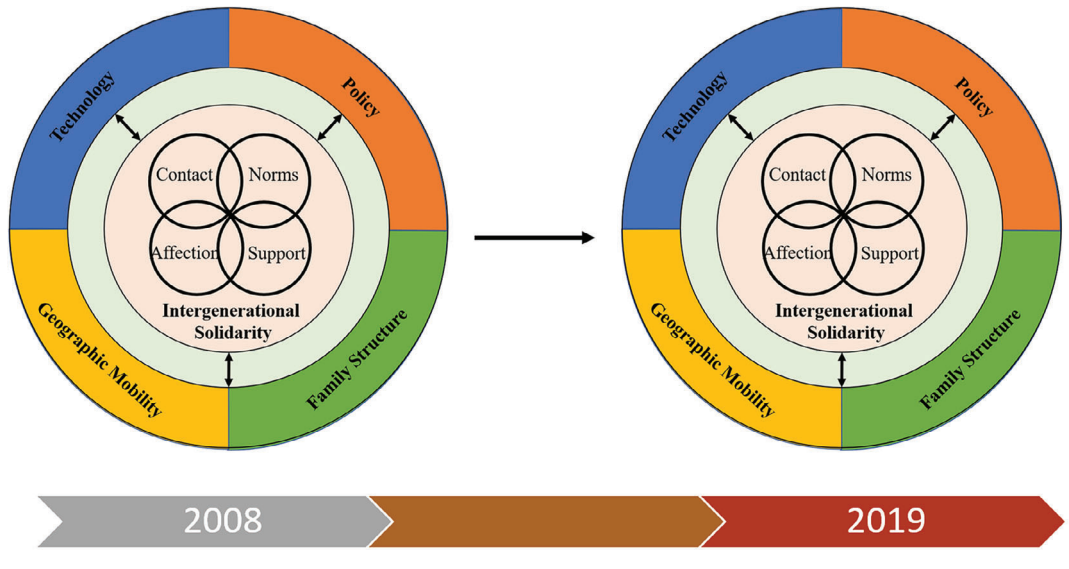 Technology
Policy
Contact
Norms
Affection
Support
Intergenerational
Solidarity
Geographic Mobility
Family Structure
Technology
Policy
Contact
Norms
Affection
Support
Intergenerational
Solidarity
Geographic Mobility
Family Structure
2008
2019